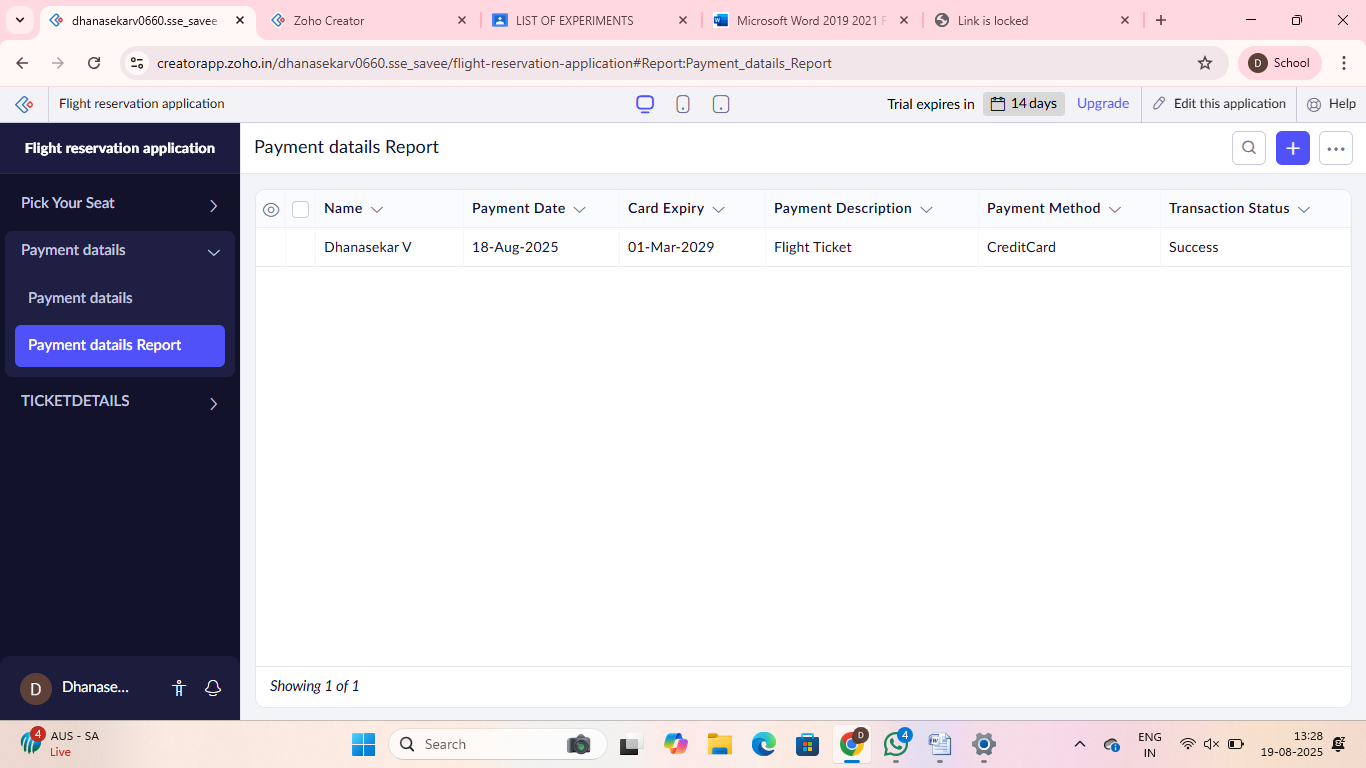 dhanasekarv0660.sse_savee
Zoho Creator
LIST OF EXPERIMENTS
Microsoft Word 2019 2021 F
Link is locked
creatorapp.zoho.in/dhanasekarv0660.sse_savee/flight-reservation-application#Report:Payment_datails_Report
D School
Flight reservation application
Trial expires in 14 days Upgrade Edit this application Help
Flight reservation application
Pick Your Seat
Payment datails
Payment datails
Payment datails Report
TICKETDETAILS
D Dhanase...
Payment datails Report
Name Payment Date Card Expiry Payment Description Payment Method Transaction Status
Dhanasekar V 18-Aug-2025 01-Mar-2029 Flight Ticket CreditCard Success
Showing 1 of 1
4 AUS - SA
Live
Search
D
4
ENG
IN
13:28
19-08-2025